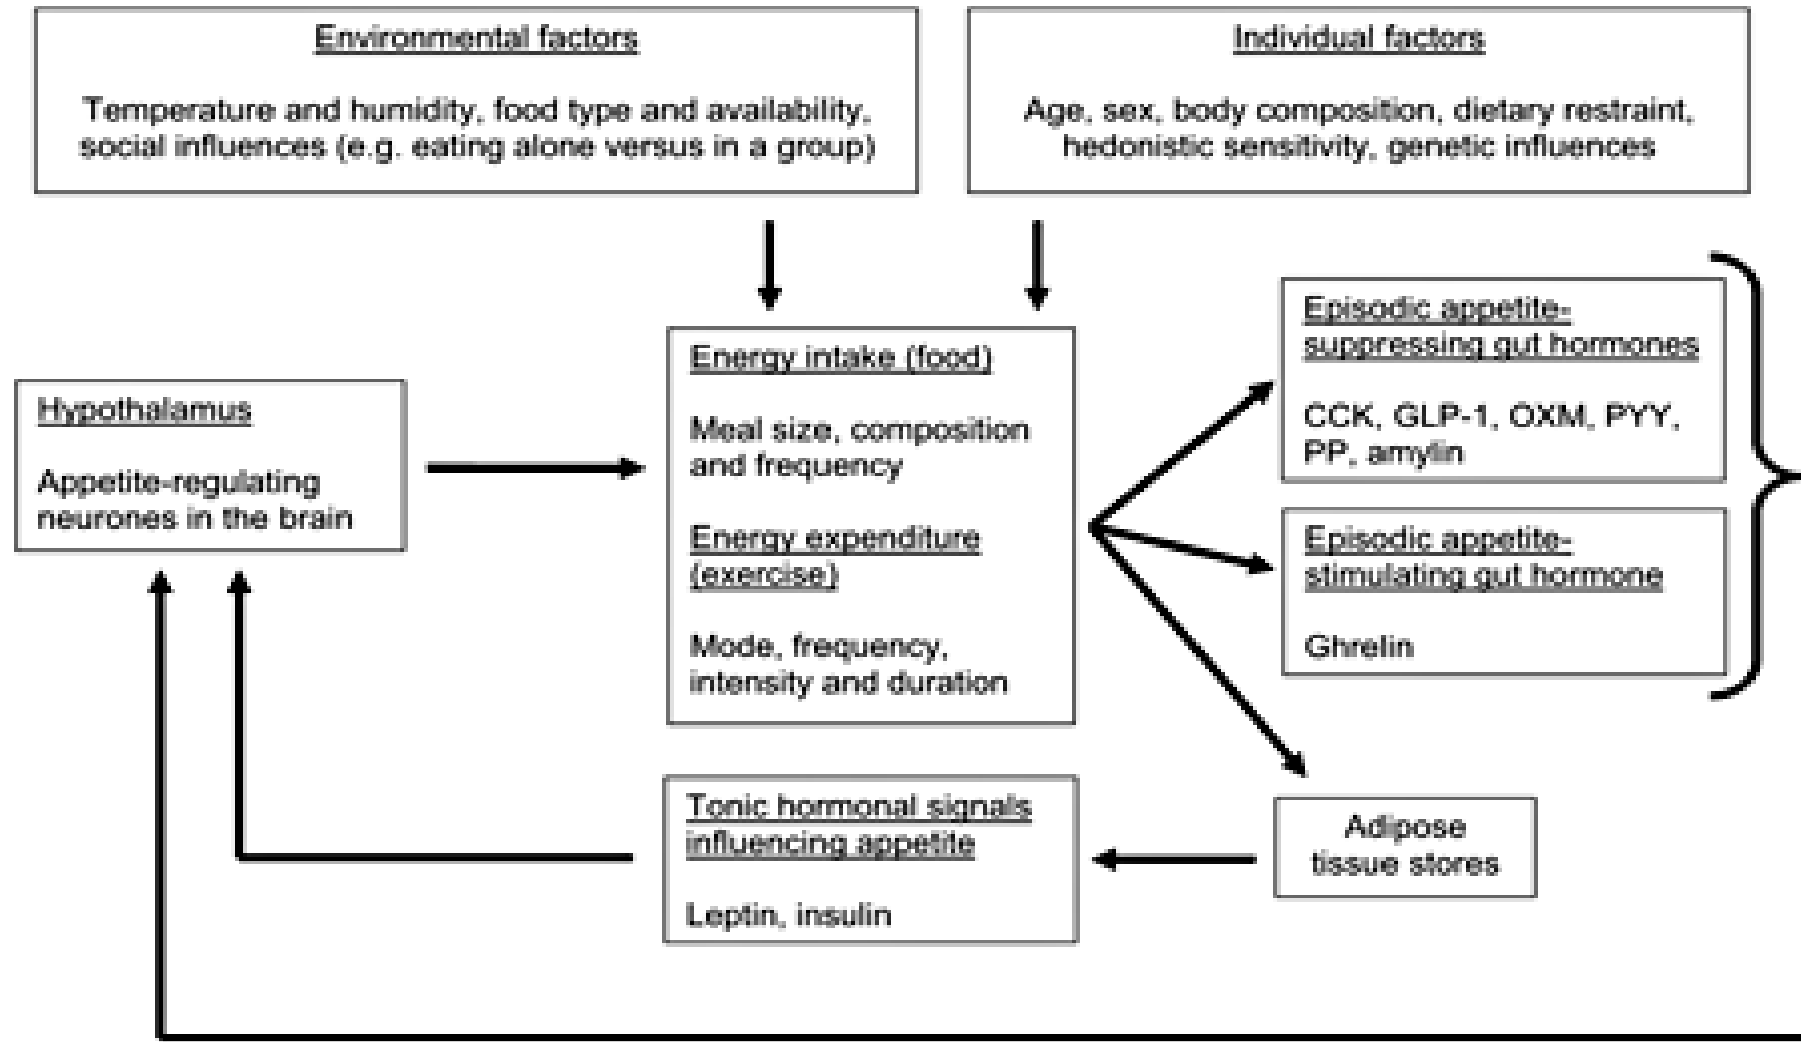 Environmental factors
Temperature and humidity, food type and availability,
social influences (e.g. eating alone versus in a group)
Individual factors
Age, sex, body composition, dietary restraint,
hedonistic sensitivity, genetic influences
Hypothalamus
Appetite-regulating
neurones in the brain
Energy intake (food)
Meal size, composition
and frequency
Energy expenditure
(exercise)
Mode, frequency,
intensity and duration
Episodic appetite-
suppressing gut hormones
CCK, GLP-1, OXM, PYY,
PP, amylin
Episodic appetite-
stimulating gut hormone
Ghrelin
Tonic hormonal signals
influencing appetite
Leptin, insulin
Adipose
tissue stores